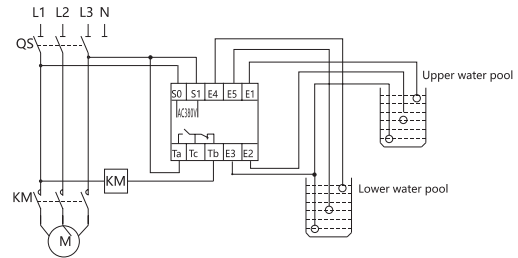 L1 L2 L3 N
QS
S0 S1 E4 E5 E1
AC380V
Ta Tc Tb E3 E2
Upper water pool
KM
KM
Lower water pool
M